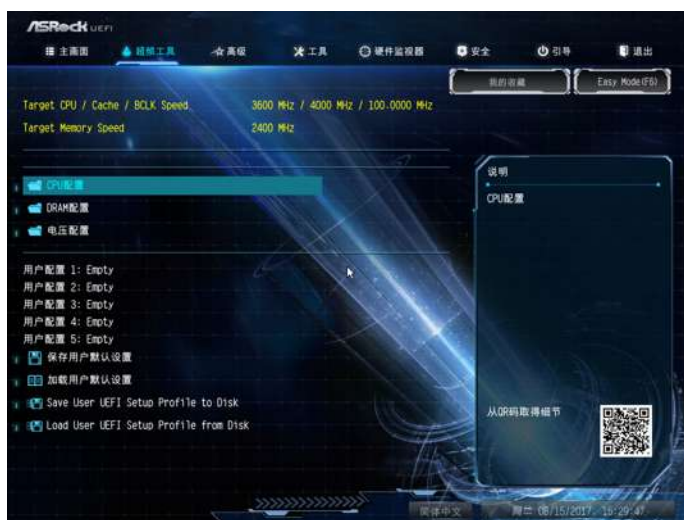 ASRock UEFI
主画面 超频工具 高级 工具 硬件监视器 安全 引导 退出
我的收藏 Easy Mode(F6)
Target CPU / Cache / BCLK Speed 3600 MHz / 4000 MHz / 100.0000 MHz
Target Memory Speed 2400 MHz
CPU配置
DRAM配置
电压配置
用户配置 1: Empty
用户配置 2: Empty
用户配置 3: Empty
用户配置 4: Empty
用户配置 5: Empty
保存用户默认设置
加载用户默认设置
Save User UEFI Setup Profile to Disk
Load User UEFI Setup Profile from Disk
说明
CPU配置
从QR码取得细节
简体中文 周二 08/15/2017, 15:29:47